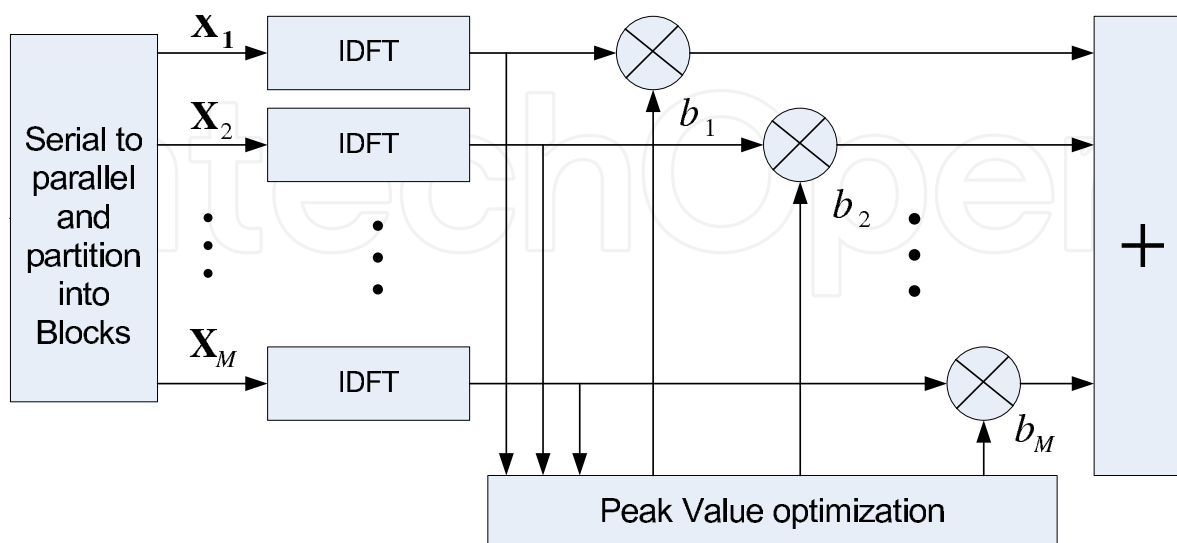 X1
IDFT
b1
Serial to
parallel
and
partition
into
Blocks
X2
IDFT
b2
+
XM
IDFT
bM
Peak Value optimization